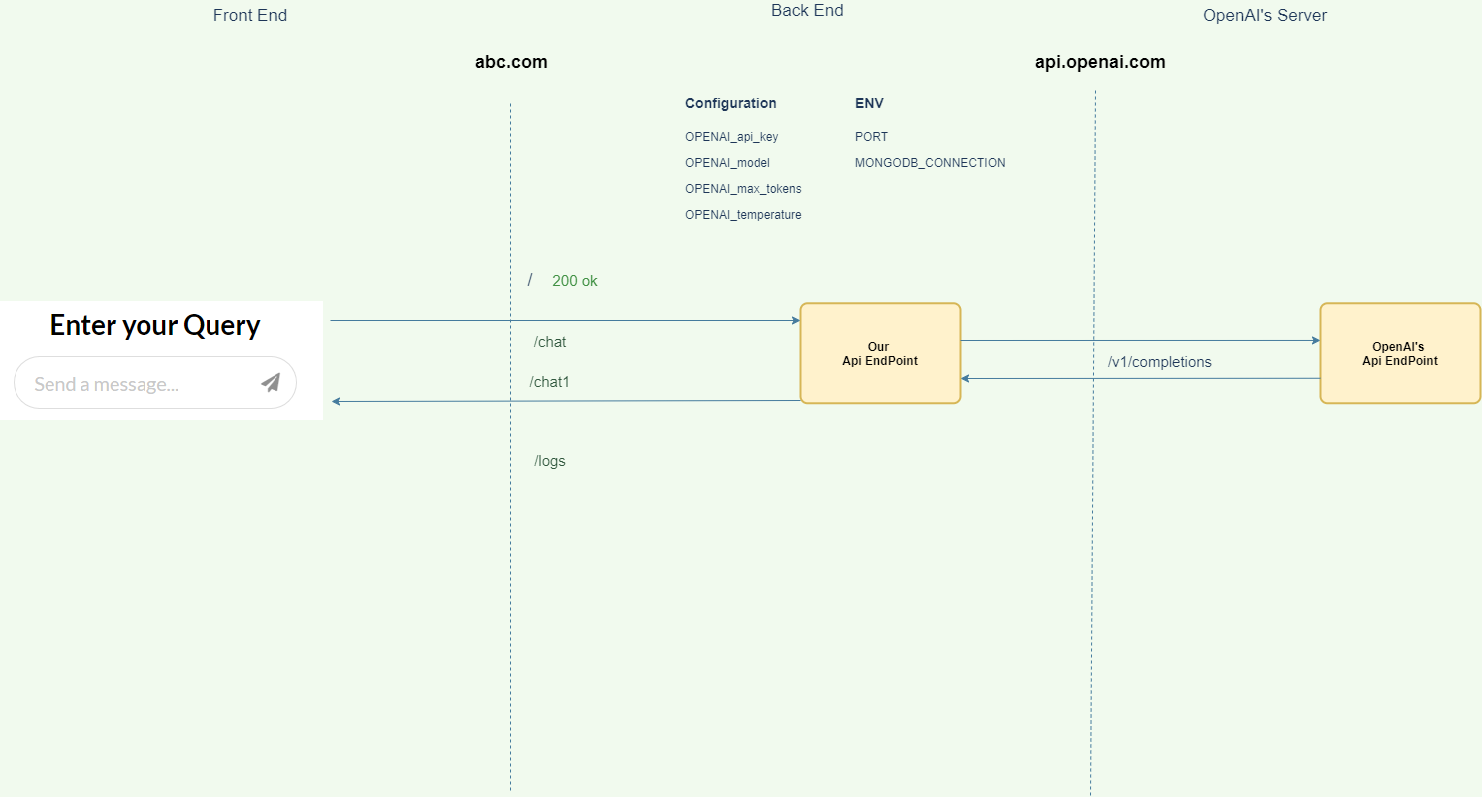 Front End
Back End
OpenAI's Server
abc.com
api.openai.com
Configuration
ENV
OPENAI_api_key
PORT
OPENAI_model
MONGODB_CONNECTION
OPENAI_max_tokens
OPENAI_temperature
/ 200 ok
Enter your Query
Send a message...
/chat
/chat1
/logs
Our
Api EndPoint
/v1/completions
OpenAI's
Api EndPoint